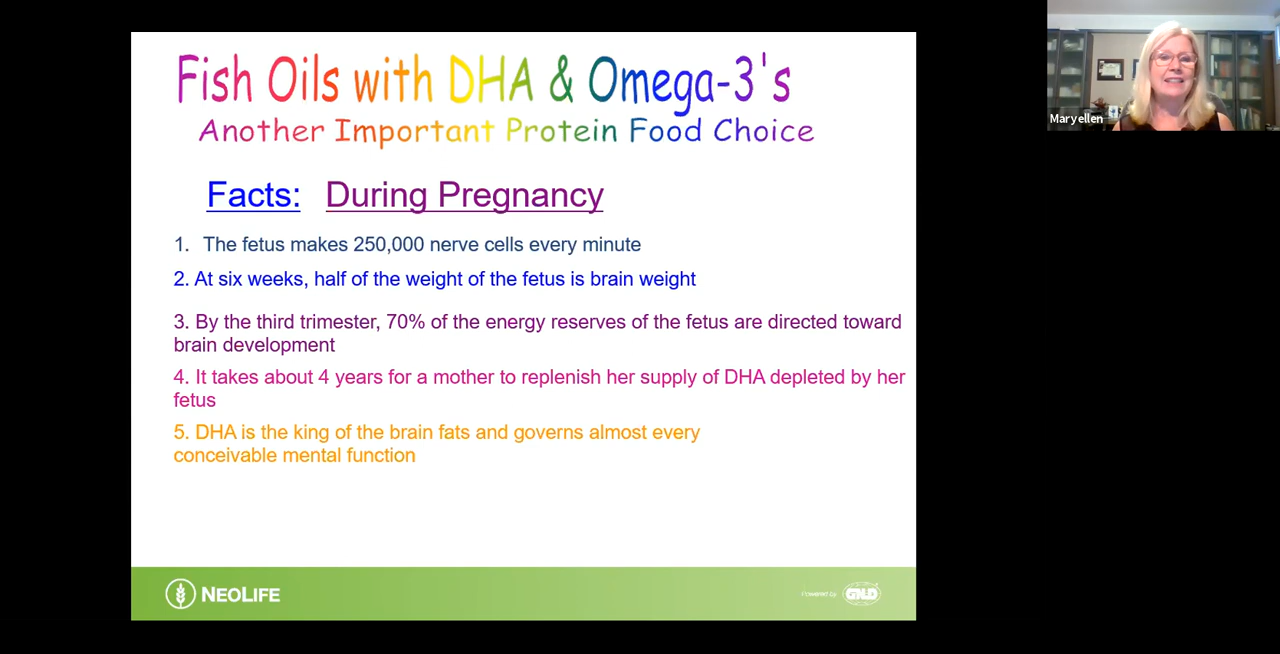 Fish Oils with DHA & Omega-3's
Another Important Protein Food Choice
Facts: During Pregnancy
1. The fetus makes 250,000 nerve cells every minute
2. At six weeks, half of the weight of the fetus is brain weight
3. By the third trimester, 70% of the energy reserves of the fetus are directed toward
brain development
4. It takes about 4 years for a mother to replenish her supply of DHA depleted by her
fetus
5. DHA is the king of the brain fats and governs almost every
conceivable mental function
NEOLIFE
Powered by GNLD
Maryellen